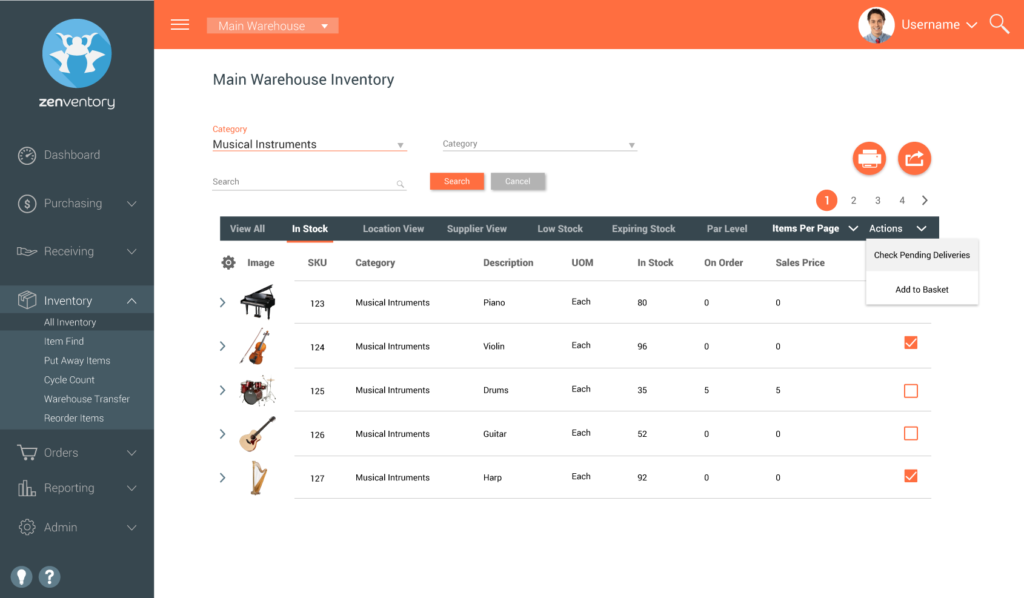 Main Warehouse
Username
zenventory
Main Warehouse Inventory
Category
Musical Instruments
Category
Search
Search
Cancel
1 2 3 4
Dashboard
Purchasing
Receiving
Inventory
All Inventory
Item Find
Put Away Items
Cycle Count
Warehouse Transfer
Reorder Items
Orders
Reporting
Admin
?
View All In Stock Location View Supplier View Low Stock Expiring Stock Par Level Items Per Page Actions
Check Pending Deliveries
Add to Basket
Image SKU Category Description UOM In Stock On Order Sales Price
123 Musical Intruments Piano Each 80 0 0
124 Musical Intruments Violin Each 96 0 0
125 Musical Intruments Drums Each 35 5 5
126 Musical Intruments Guitar Each 52 0 0
127 Musical Intruments Harp Each 92 0 0